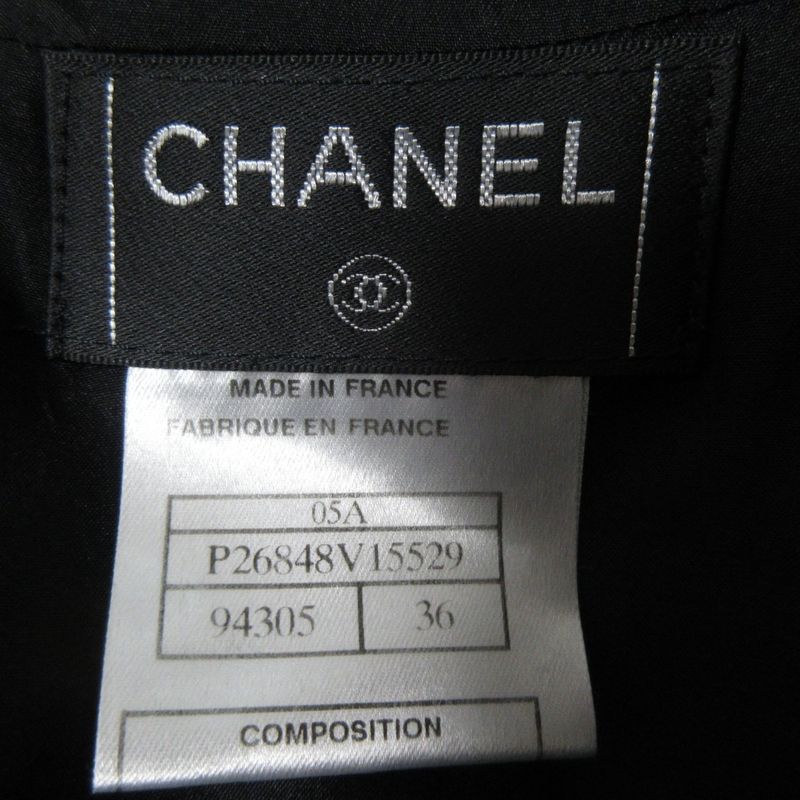 CHANEL
MADE IN FRANCE
FABRIQUE EN FRANCE
05A
P26848V15529
94305 36
COMPOSITION